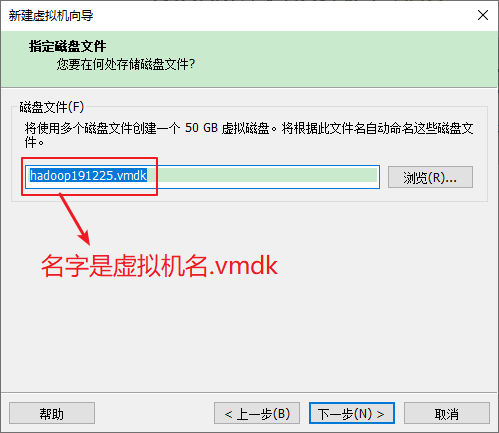 新建虚拟机向导
指定磁盘文件
您要在何处存储磁盘文件?
磁盘文件(F)
将使用多个磁盘文件创建一个 50 GB 虚拟磁盘。将根据此文件名自动命名这些磁盘文
件。
hadoop191225.vmdk
浏览(R)...
名字是虚拟机名.vmdk
帮助
< 上一步(B)
下一步(N) >
取消